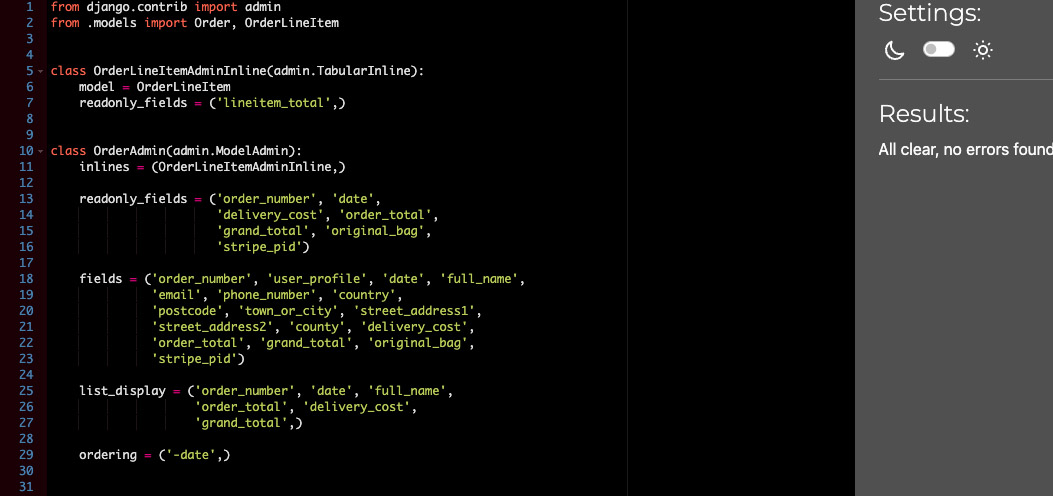 1 from django.contrib import admin
2 from .models import Order, OrderLineItem
3
4
5 class OrderLineItemAdminInline(admin.TabularInline):
6     model = OrderLineItem
7     readonly_fields = ('lineitem_total',)
8
9
10 class OrderAdmin(admin.ModelAdmin):
11     inlines = (OrderLineItemAdminInline,)
12
13     readonly_fields = ('order_number', 'date',
14                        'delivery_cost', 'order_total',
15                        'grand_total', 'original_bag',
16                        'stripe_pid')
17
18     fields = ('order_number', 'user_profile', 'date', 'full_name',
19               'email', 'phone_number', 'country',
20               'postcode', 'town_or_city', 'street_address1',
21               'street_address2', 'county', 'delivery_cost',
22               'order_total', 'grand_total', 'original_bag',
23               'stripe_pid')
24
25     list_display = ('order_number', 'date', 'full_name',
26                     'order_total', 'delivery_cost',
27                     'grand_total',)
28
29     ordering = ('-date',)
30
31
Settings:
Results:
All clear, no errors found